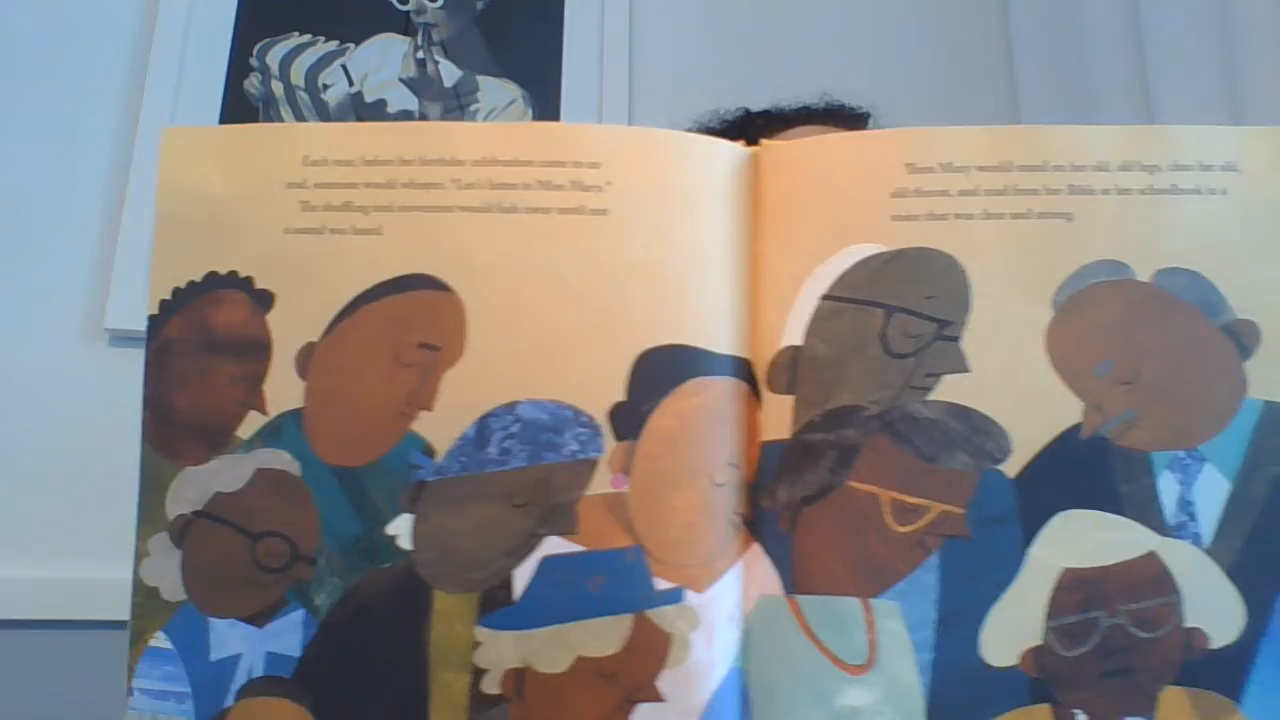 Each year, before her birthday celebration came to an
end, someone would whisper, "Let's listen to Miss Mary."
The shuffling and movement would fade away until not
a sound was heard.
Then Mary would stand on her old, old legs, clear her old,
old throat, and read from her Bible or her schoolbook in a
voice that was clear and strong.